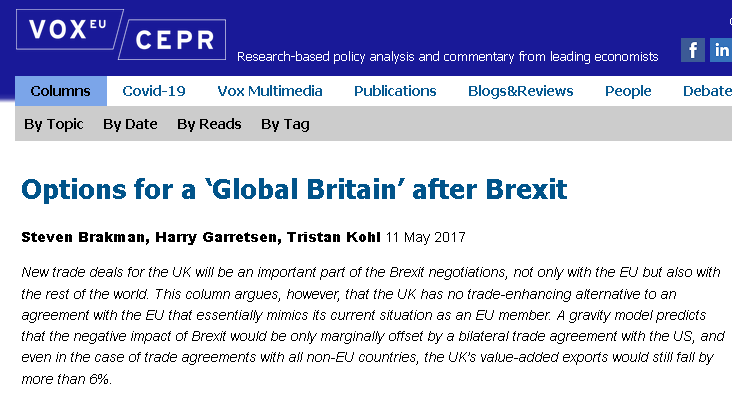 VOX EU
CEPR
Research-based policy analysis and commentary from leading economists
f in
Columns Covid-19 Vox Multimedia Publications Blogs&Reviews People Debate
By Topic By Date By Reads By Tag
Options for a ‘Global Britain’ after Brexit
Steven Brakman, Harry Garretsen, Tristan Kohl 11 May 2017
New trade deals for the UK will be an important part of the Brexit negotiations, not only with the EU but also with
the rest of the world. This column argues, however, that the UK has no trade-enhancing alternative to an
agreement with the EU that essentially mimics its current situation as an EU member. A gravity model predicts
that the negative impact of Brexit would be only marginally offset by a bilateral trade agreement with the US, and
even in the case of trade agreements with all non-EU countries, the UK's value-added exports would still fall by
more than 6%.